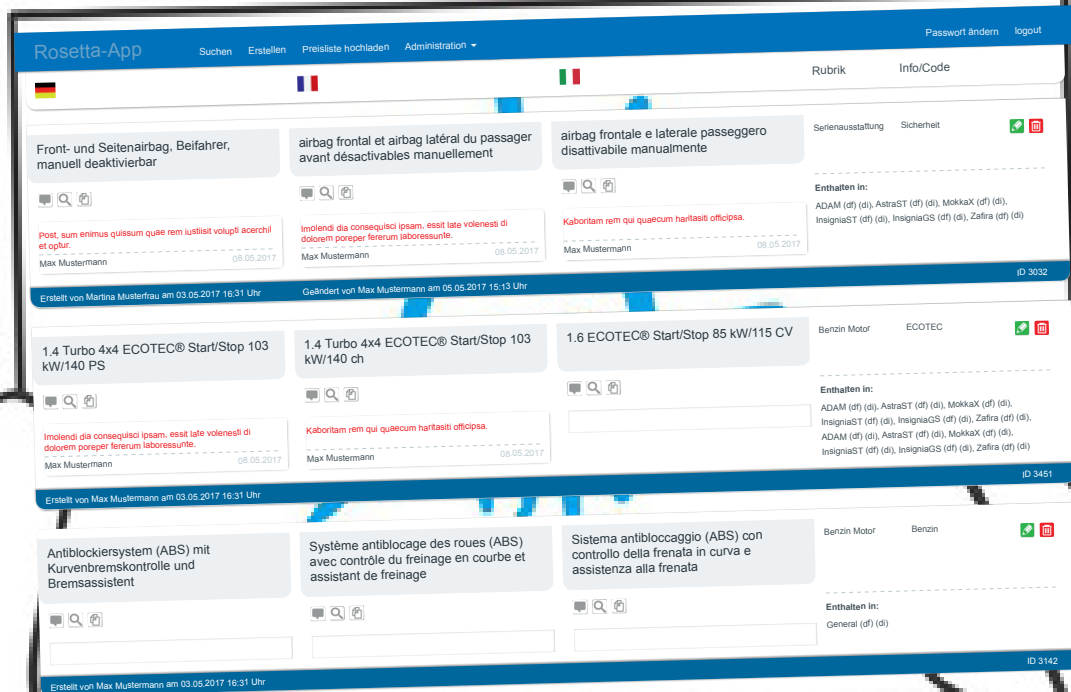 Rosetta-App
Suchen Erstellen Preisliste hochladen Administration
Passwort ändern logout
Rubrik Info/Code
Front- und Seitenairbag, Beifahrer,
manuell deaktivierbar
airbag frontal et airbag latéral du passager
avant désactivables manuellement
airbag frontale e laterale passeggero
disattivabile manualmente
Serienausstattung Sicherheit
Enthalten in:
ADAM (df) (di), AstraST (df) (di), MokkaX (df) (di),
InsigniaST (df) (di), InsigniaGS (df) (di), Zafira (df) (di)
Post, sum enimus quissum quae rem iustiisit volupti acerchil
et optur.
Max Mustermann 08.05.2017
Imolendi dia consequisci ipsam, essit late volenesti di
dolorem poreper fererum laboressunte.
Max Mustermann 08.05.2017
Kaboritam rem qui quaecum haritasiti officipsa.
Max Mustermann 08.05.2017
Erstellt von Martina Musterfrau am 03.05.2017 16:31 Uhr
Geändert von Max Mustermann am 05.05.2017 15:13 Uhr
ID 3032
1.4 Turbo 4x4 ECOTEC® Start/Stop 103
kW/140 PS
1.4 Turbo 4x4 ECOTEC® Start/Stop 103
kW/140 ch
1.6 ECOTEC® Start/Stop 85 kW/115 CV
Benzin Motor ECOTEC
Enthalten in:
ADAM (df) (di), AstraST (df) (di), MokkaX (df) (di),
InsigniaST (df) (di), InsigniaGS (df) (di), Zafira (df) (di),
ADAM (df) (di), AstraST (df) (di), MokkaX (df) (di),
InsigniaST (df) (di), InsigniaGS (df) (di), Zafira (df) (di)
Imolendi dia consequisci ipsam, essit late volenesti di
dolorem poreper fererum laboressunte.
Max Mustermann 08.05.2017
Kaboritam rem qui quaecum haritasiti officipsa.
Max Mustermann 08.05.2017
Erstellt von Max Mustermann am 03.05.2017 16:31 Uhr
ID 3451
Antiblockiersystem (ABS) mit
Kurvenbremskontrolle und
Bremsassistent
Système antiblocage des roues (ABS)
avec contrôle du freinage en courbe et
assistant de freinage
Sistema antibloccaggio (ABS) con
controllo della frenata in curva e
assistenza alla frenata
Benzin Motor Benzin
Enthalten in:
General (df) (di)
Erstellt von Max Mustermann am 03.05.2017 16:31 Uhr
ID 3142